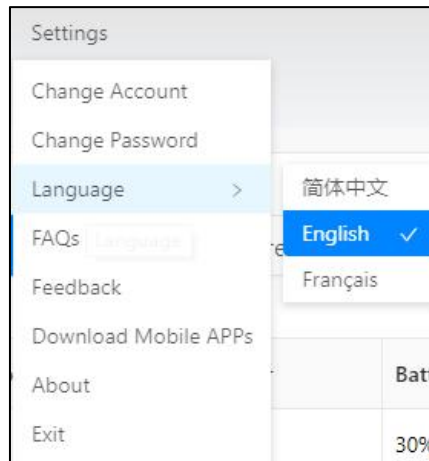 Settings
Change Account
Change Password
Language
简体中文
English
Français
FAQs
Language
Feedback
Download Mobile APPs
About
Exit
30%